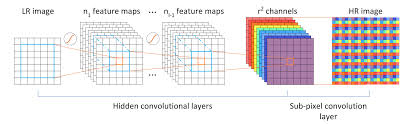 LR image
n₁ feature maps
...
nₗ₋₁ feature maps
r² channels
HR image
...
Hidden convolutional layers
Sub-pixel convolution
layer